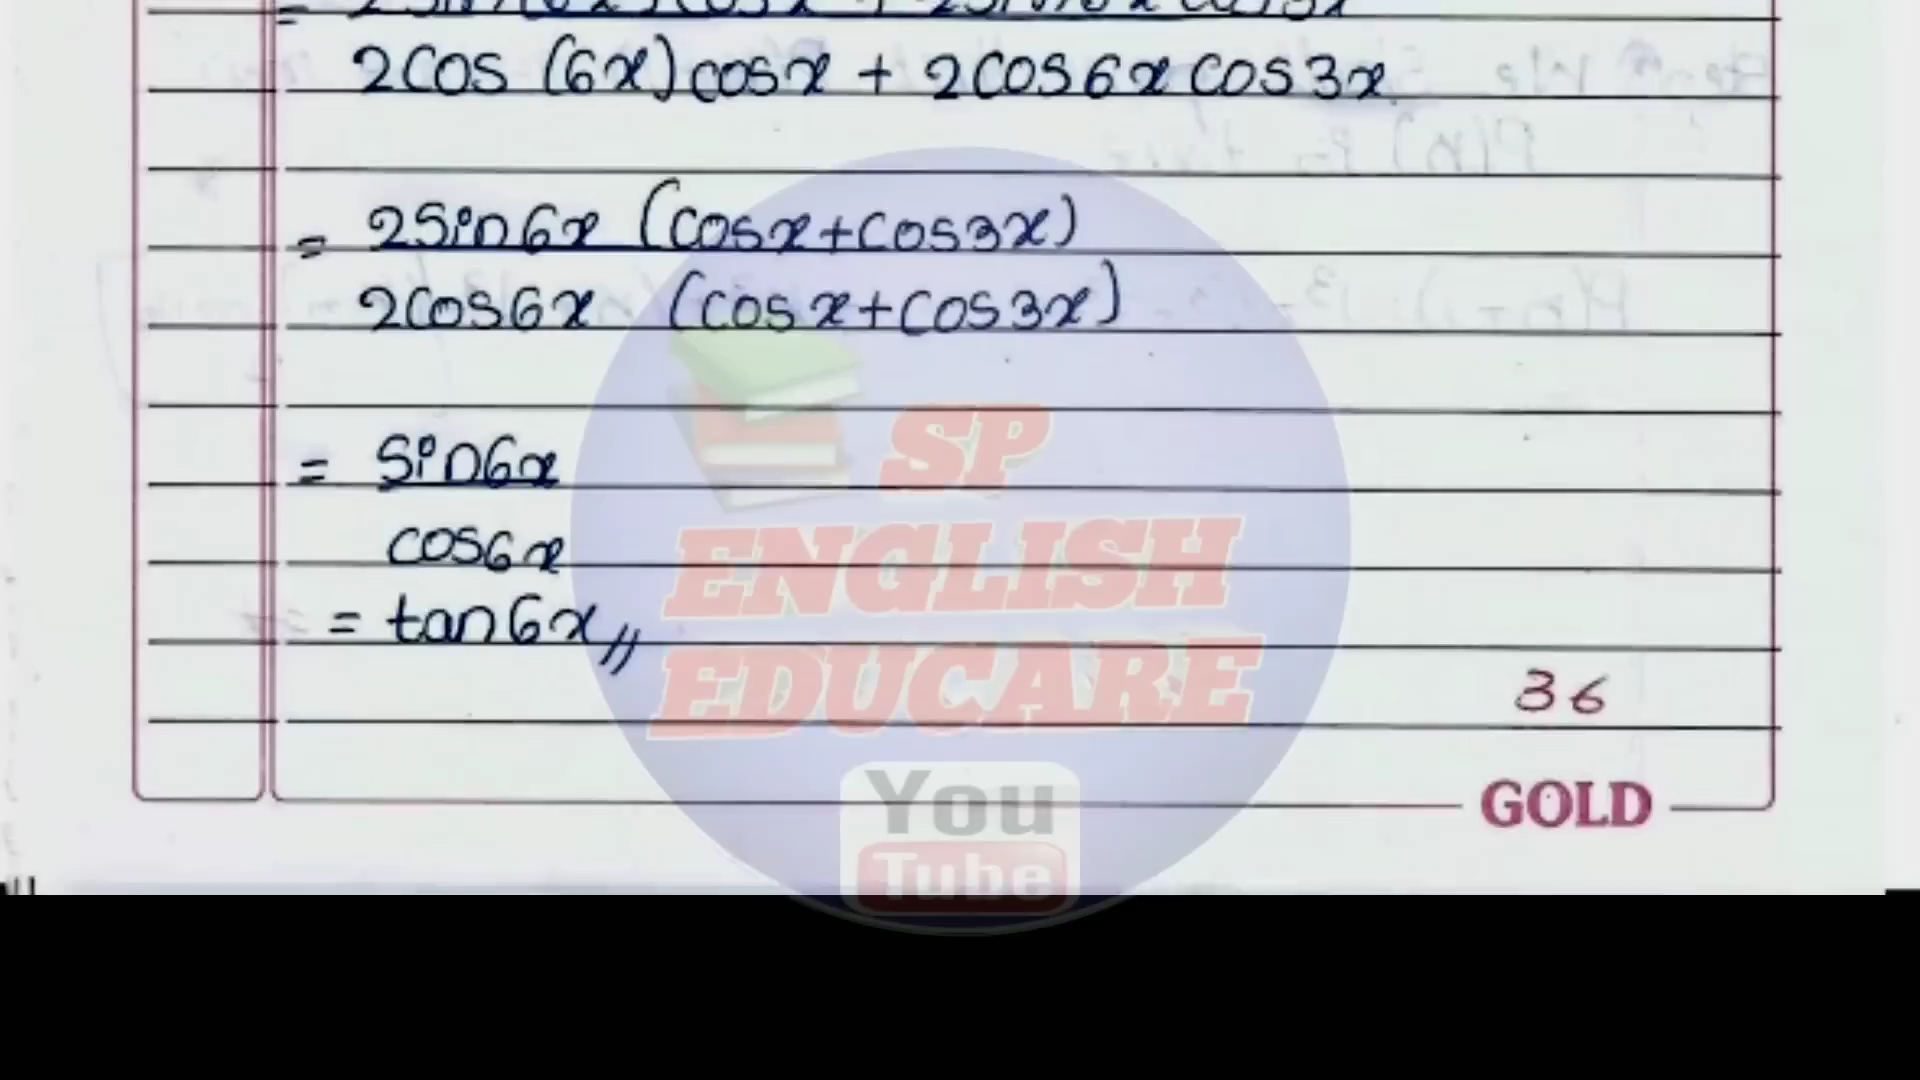 2cos (6x) cosx + 2cos6x cos3x
= 2sin6x (cosx+cos3x)
2cos6x (cosx+cos3x)
= sin6x
cos6x
= tan6x //
36
GOLD
SP
ENGLISH
EDUCARE
You
Tube